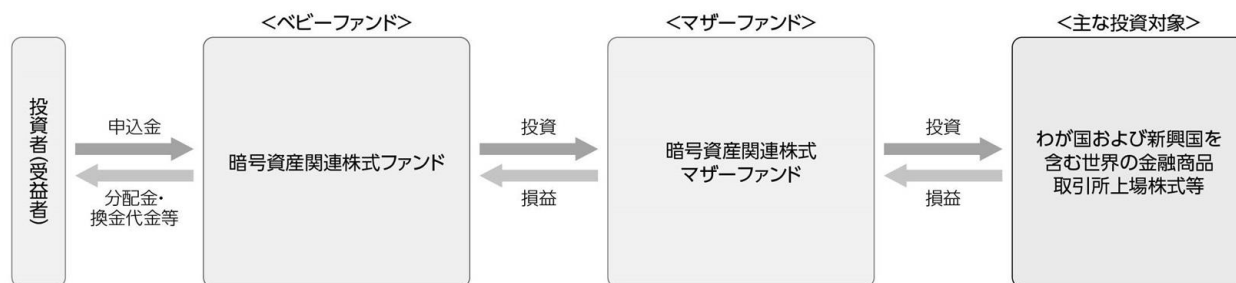 <ベビーファンド>
<マザーファンド>
<主な投資対象>
投資者(受益者)
申込金
分配金・
換金代金等
暗号資産関連株式ファンド
投資
損益
暗号資産関連株式
マザーファンド
投資
損益
わが国および新興国を
含む世界の金融商品
取引所上場株式等